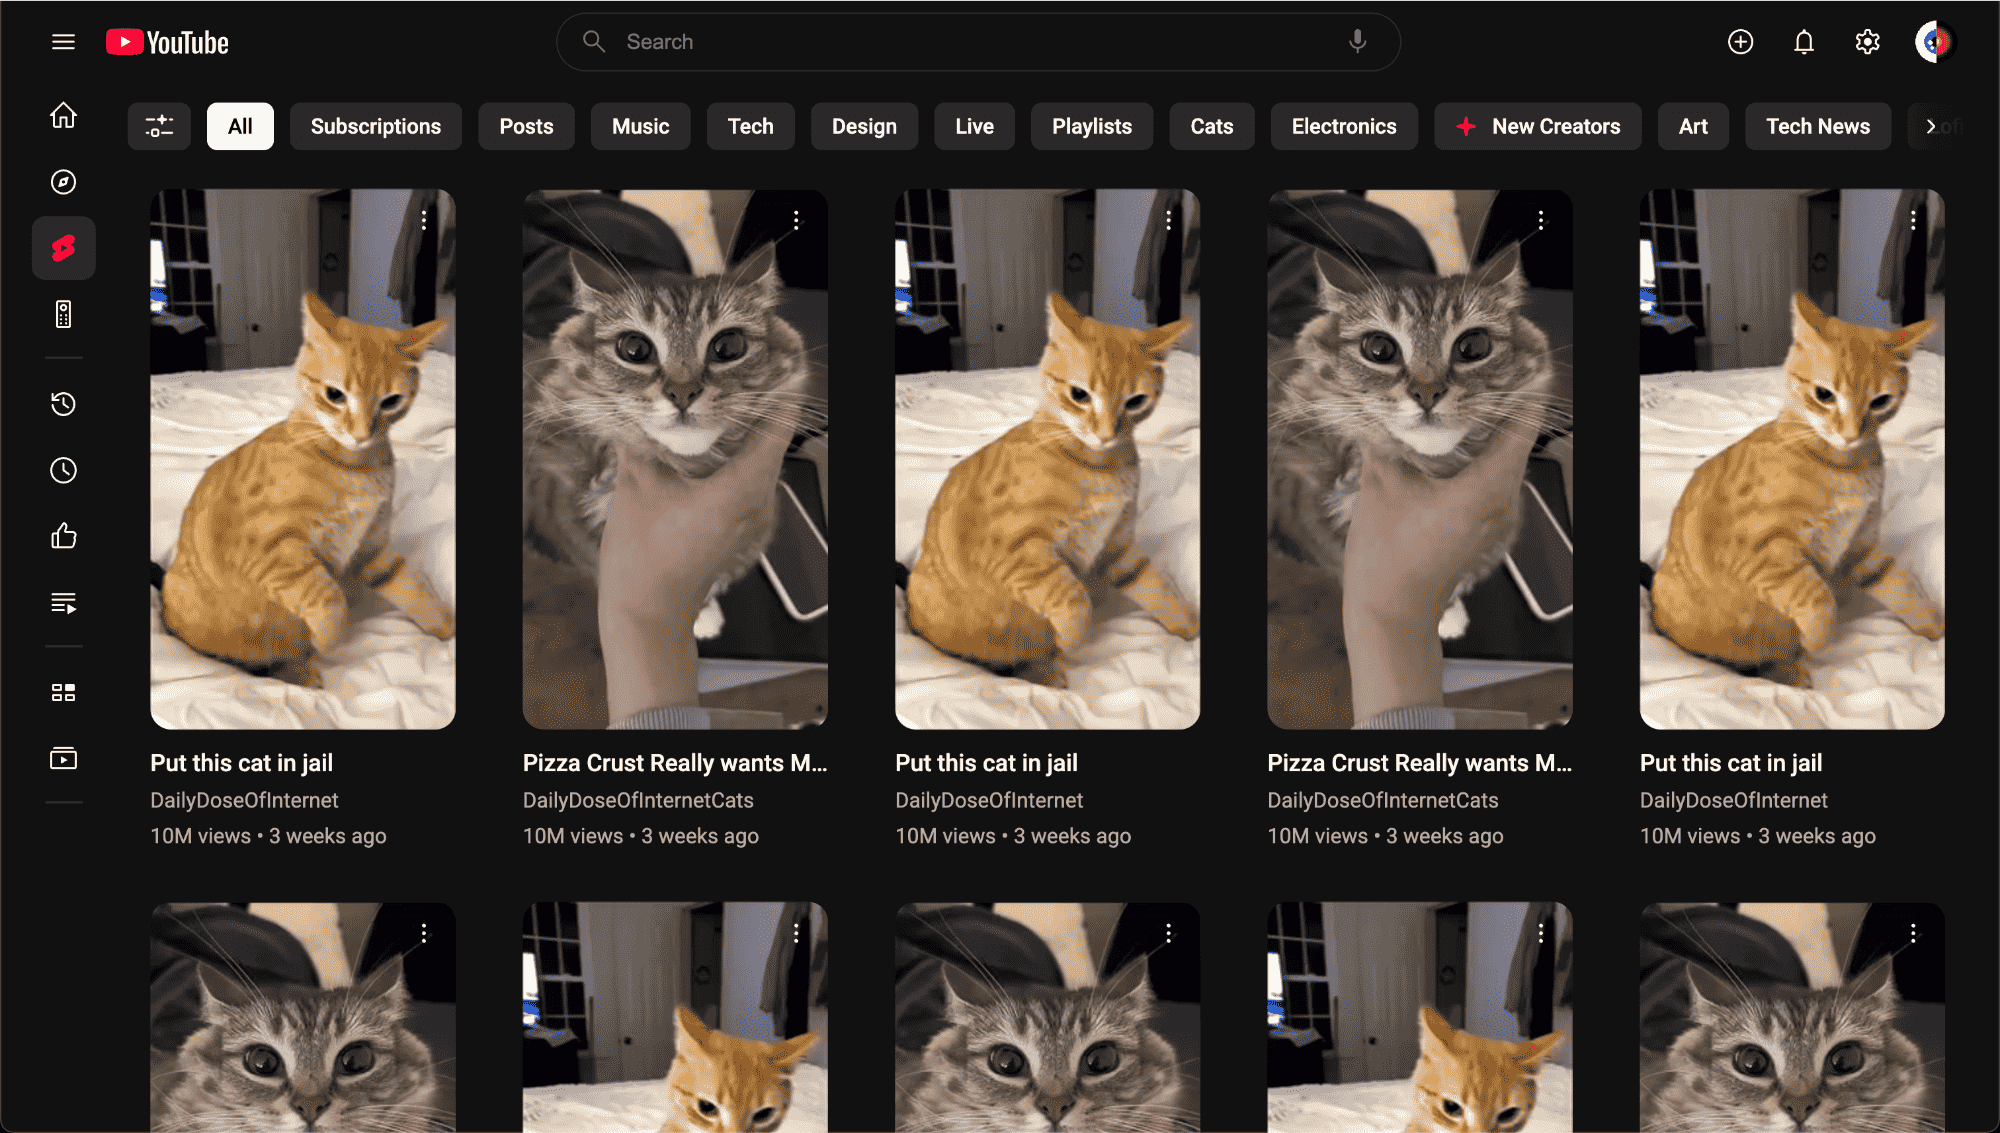 YouTube
Search
All
Subscriptions
Posts
Music
Tech
Design
Live
Playlists
Cats
Electronics
New Creators
Art
Tech News
Put this cat in jail
DailyDoseOfInternet
10M views • 3 weeks ago
Pizza Crust Really wants M...
DailyDoseOfInternetCats
10M views • 3 weeks ago
Put this cat in jail
DailyDoseOfInternet
10M views • 3 weeks ago
Pizza Crust Really wants M...
DailyDoseOfInternetCats
10M views • 3 weeks ago
Put this cat in jail
DailyDoseOfInternet
10M views • 3 weeks ago